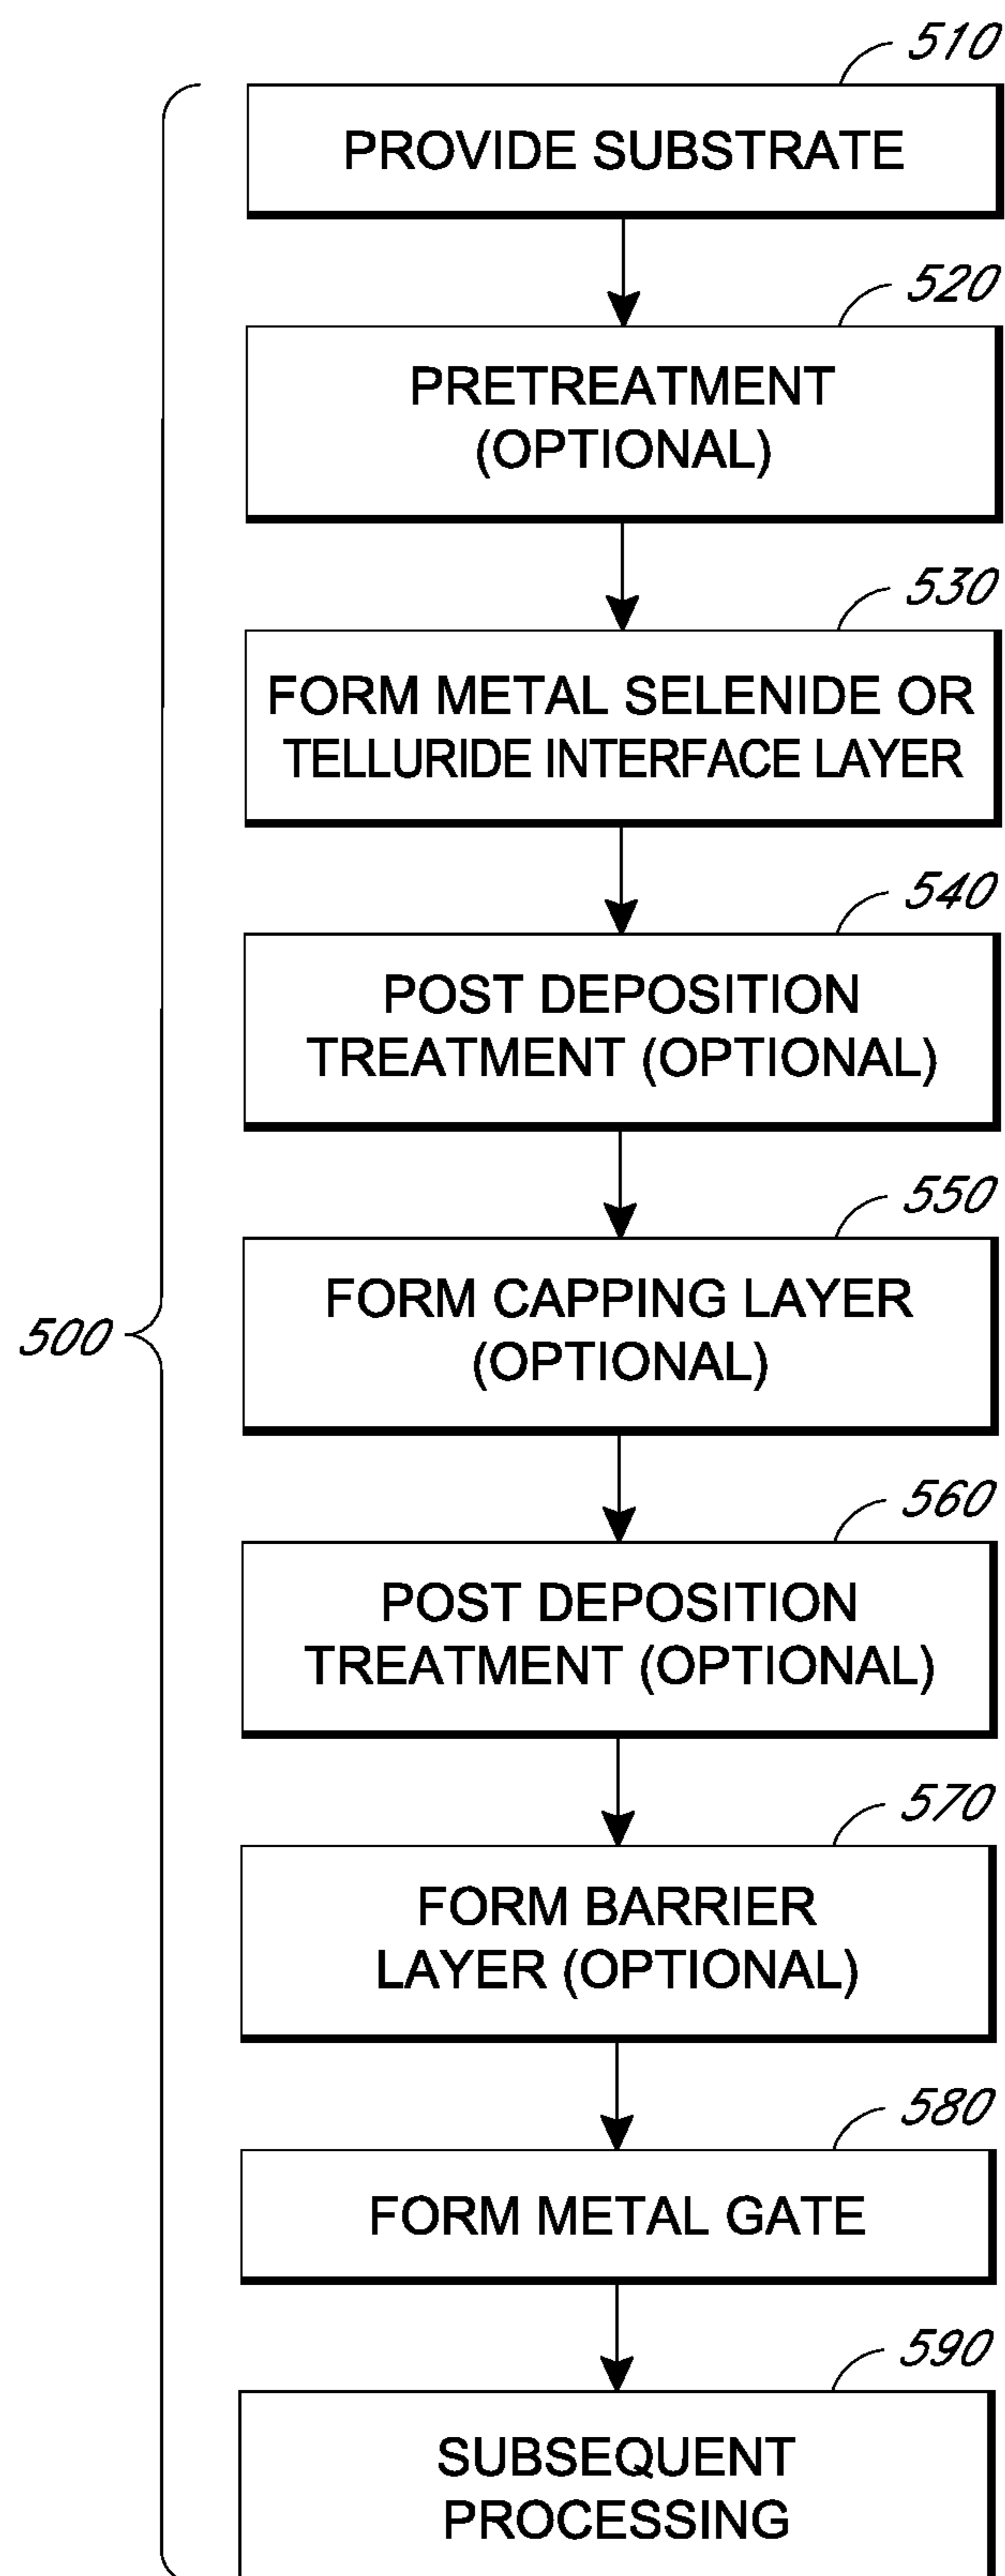 510
PROVIDE SUBSTRATE
520
PRETREATMENT
(OPTIONAL)
530
FORM METAL SELENIDE OR
TELLURIDE INTERFACE LAYER
540
POST DEPOSITION
TREATMENT (OPTIONAL)
550
FORM CAPPING LAYER
(OPTIONAL)
500
560
POST DEPOSITION
TREATMENT (OPTIONAL)
570
FORM BARRIER
LAYER (OPTIONAL)
580
FORM METAL GATE
590
SUBSEQUENT
PROCESSING